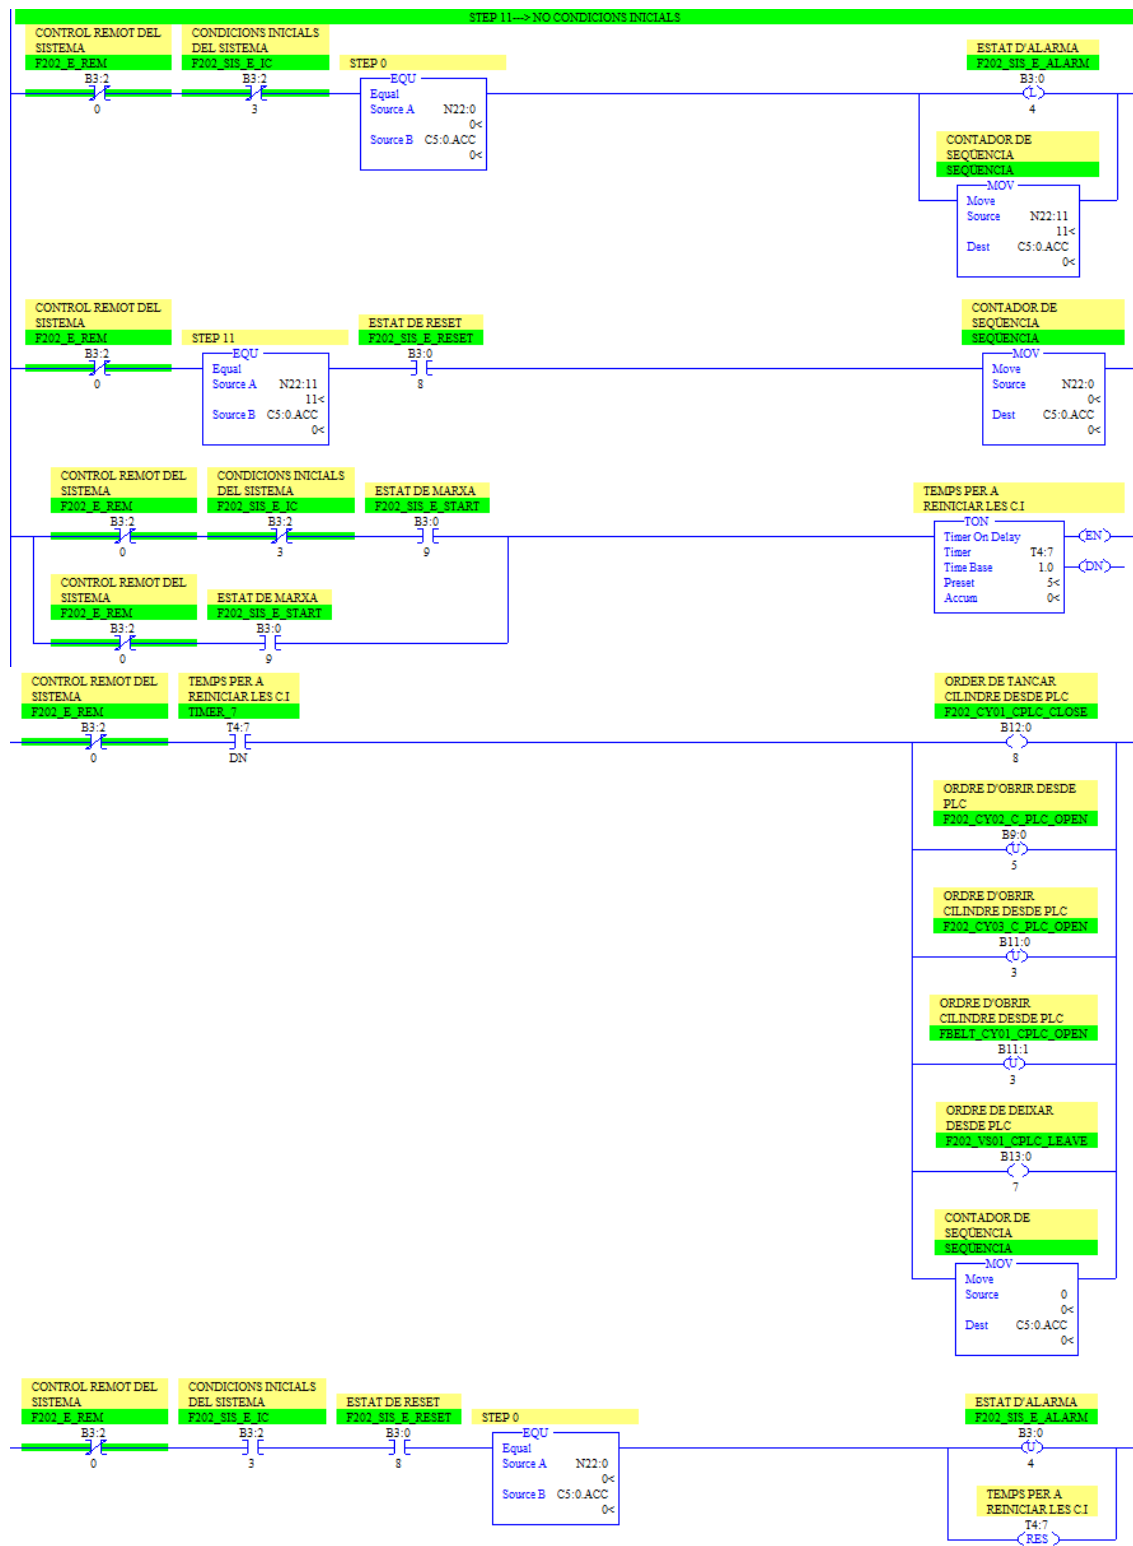 STEP 11---> NO CONDICIONS INICIALS
CONTROL REMOT DEL
SISTEMA
F202_E_REM
B3:2
0
CONDICIONS INICIALS
DEL SISTEMA
F202_SIS_E_IC
B3:2
3
STEP 0
EQU
Equal
Source A N22:0
0<
Source B C5:0.ACC
0<
ESTAT D'ALARMA
F202_SIS_E_ALARM
B3:0
L
4
CONTADOR DE
SEQÜENCIA
SEQÜENCIA
MOV
Move
Source N22:11
11<
Dest C5:0.ACC
0<
CONTROL REMOT DEL
SISTEMA
F202_E_REM
B3:2
0
STEP 11
EQU
Equal
Source A N22:11
11<
Source B C5:0.ACC
0<
ESTAT DE RESET
F202_SIS_E_RESET
B3:0
8
CONTADOR DE
SEQÜENCIA
SEQÜENCIA
MOV
Move
Source N22:0
0<
Dest C5:0.ACC
0<
CONTROL REMOT DEL
SISTEMA
F202_E_REM
B3:2
0
CONDICIONS INICIALS
DEL SISTEMA
F202_SIS_E_IC
B3:2
3
ESTAT DE MARXA
F202_SIS_E_START
B3:0
9
TEMPS PER A
REINICIAR LES C.I
TON
Timer On Delay
Timer T4:7
Time Base 1.0
Preset 5<
Accum 0<
EN
DN
CONTROL REMOT DEL
SISTEMA
F202_E_REM
B3:2
0
ESTAT DE MARXA
F202_SIS_E_START
B3:0
9
CONTROL REMOT DEL
SISTEMA
F202_E_REM
B3:2
0
TEMPS PER A
REINICIAR LES C.I
TIMER_7
T4:7
DN
ORDER DE TANCAR
CILINDRE DESDE PLC
F202_CY01_CPLC_CLOSE
B12:0
8
ORDRE D'OBRIR DESDE
PLC
F202_CY02_C_PLC_OPEN
B9:0
U
5
ORDRE D'OBRIR
CILINDRE DESDE PLC
F202_CY03_C_PLC_OPEN
B11:0
U
3
ORDRE D'OBRIR
CILINDRE DESDE PLC
FBELT_CY01_CPLC_OPEN
B11:1
U
3
ORDRE DE DEIXAR
DESDE PLC
F202_VS01_CPLC_LEAVE
B13:0
7
CONTADOR DE
SEQÜENCIA
SEQÜENCIA
MOV
Move
Source 0
0<
Dest C5:0.ACC
0<
CONTROL REMOT DEL
SISTEMA
F202_E_REM
B3:2
0
CONDICIONS INICIALS
DEL SISTEMA
F202_SIS_E_IC
B3:2
3
ESTAT DE RESET
F202_SIS_E_RESET
B3:0
8
STEP 0
EQU
Equal
Source A N22:0
0<
Source B C5:0.ACC
0<
ESTAT D'ALARMA
F202_SIS_E_ALARM
B3:0
U
4
TEMPS PER A
REINICIAR LES C.I
T4:7
RES